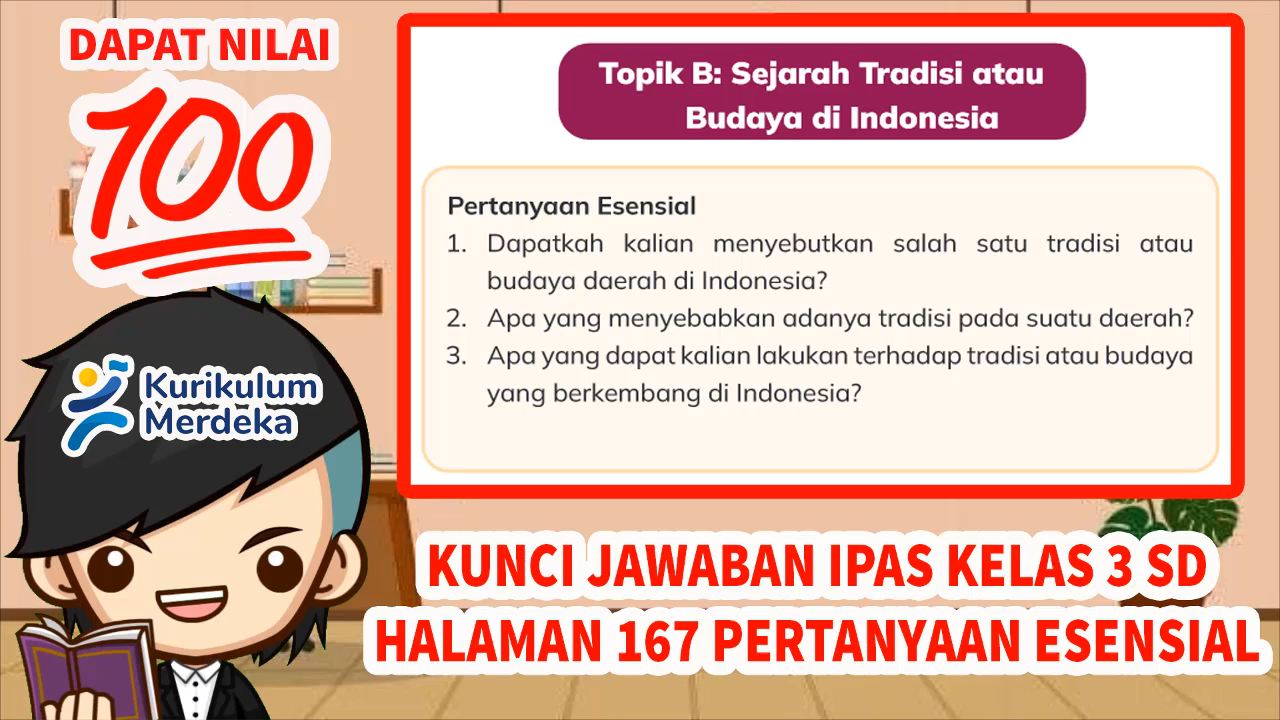 DAPAT NILAI
100
Kurikulum
Merdeka
Topik B: Sejarah Tradisi atau
Budaya di Indonesia
Pertanyaan Esensial
1. Dapatkah kalian menyebutkan salah satu tradisi atau
budaya daerah di Indonesia?
2. Apa yang menyebabkan adanya tradisi pada suatu daerah?
3. Apa yang dapat kalian lakukan terhadap tradisi atau budaya
yang berkembang di Indonesia?
KUNCI JAWABAN IPAS KELAS 3 SD
HALAMAN 167 PERTANYAAN ESENSIAL